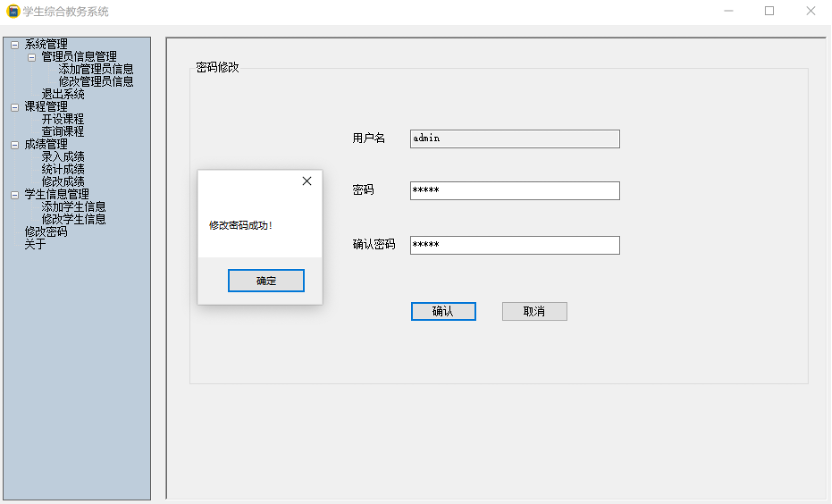 学生综合教务系统
系统管理
管理员信息管理
添加管理员信息
修改管理员信息
退出系统
课程管理
开设课程
查询课程
成绩管理
录入成绩
统计成绩
修改成绩
学生信息管理
添加学生信息
修改学生信息
修改密码
关于
密码修改
用户名 admin
密码 *****
确认密码 *****
确认 取消
修改密码成功!
确定